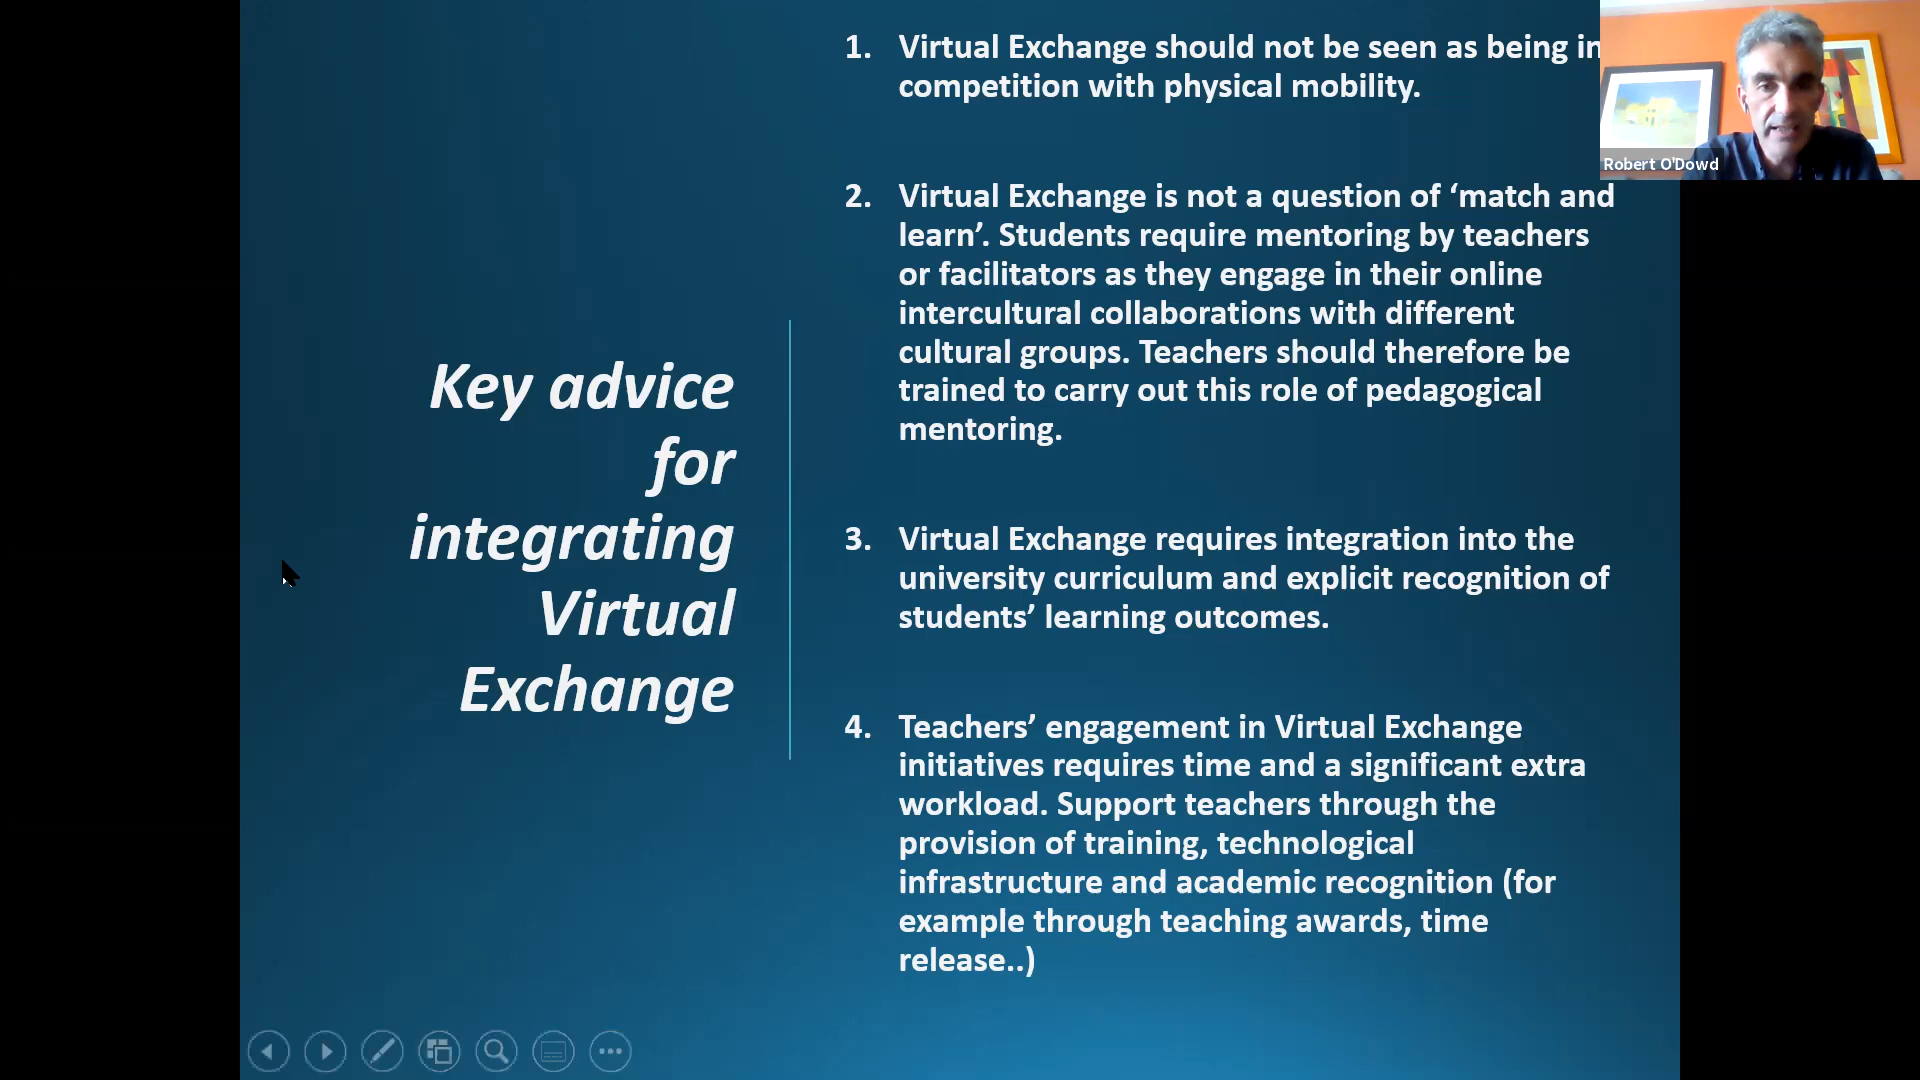 Key advice
for
integrating
Virtual
Exchange
1. Virtual Exchange should not be seen as being in
competition with physical mobility.
2. Virtual Exchange is not a question of ‘match and
learn’. Students require mentoring by teachers
or facilitators as they engage in their online
intercultural collaborations with different
cultural groups. Teachers should therefore be
trained to carry out this role of pedagogical
mentoring.
3. Virtual Exchange requires integration into the
university curriculum and explicit recognition of
students’ learning outcomes.
4. Teachers’ engagement in Virtual Exchange
initiatives requires time and a significant extra
workload. Support teachers through the
provision of training, technological
infrastructure and academic recognition (for
example through teaching awards, time
release..)
Robert O'Dowd